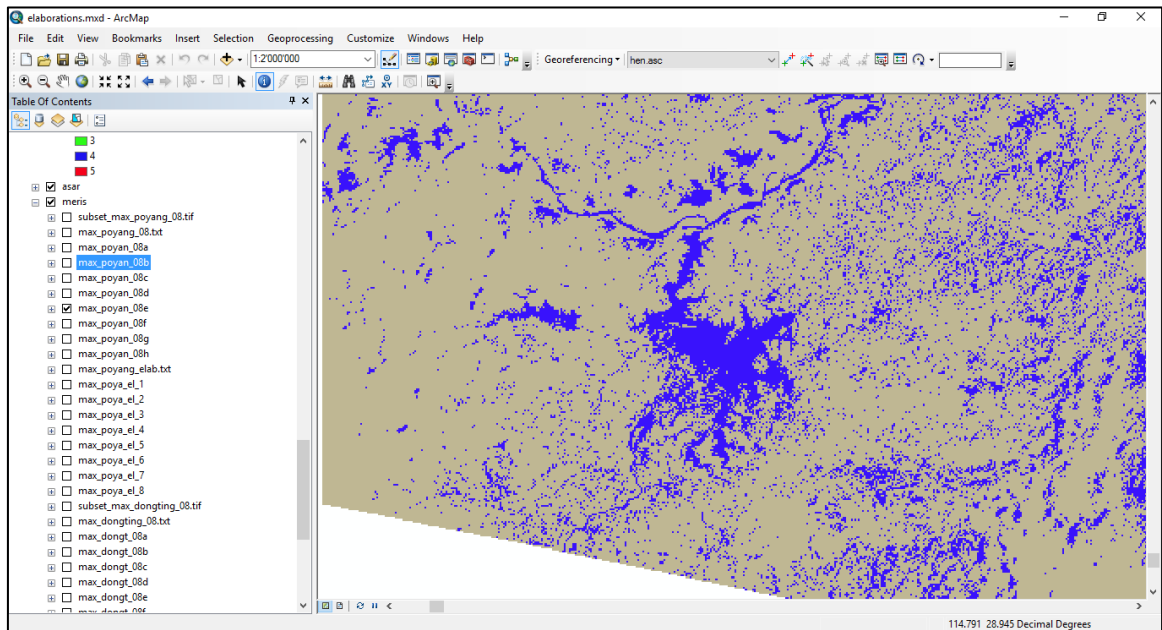 elaborations.mxd - ArcMap
File Edit View Bookmarks Insert Selection Geoprocessing Customize Windows Help
1:2'000'000 Georeferencing hen.asc
Table Of Contents
3
4
5
asar
meris
subset_max_poyang_08.tif
max_poyang_08.txt
max_poyan_08a
max_poyan_08b
max_poyan_08c
max_poyan_08d
max_poyan_08e
max_poyan_08f
max_poyan_08g
max_poyan_08h
max_poyang_elab.txt
max_poya_el_1
max_poya_el_2
max_poya_el_3
max_poya_el_4
max_poya_el_5
max_poya_el_6
max_poya_el_7
max_poya_el_8
subset_max_dongting_08.tif
max_dongting_08.txt
max_dongt_08a
max_dongt_08b
max_dongt_08c
max_dongt_08d
max_dongt_08e
max_dongt_08f
114.791 28.945 Decimal Degrees